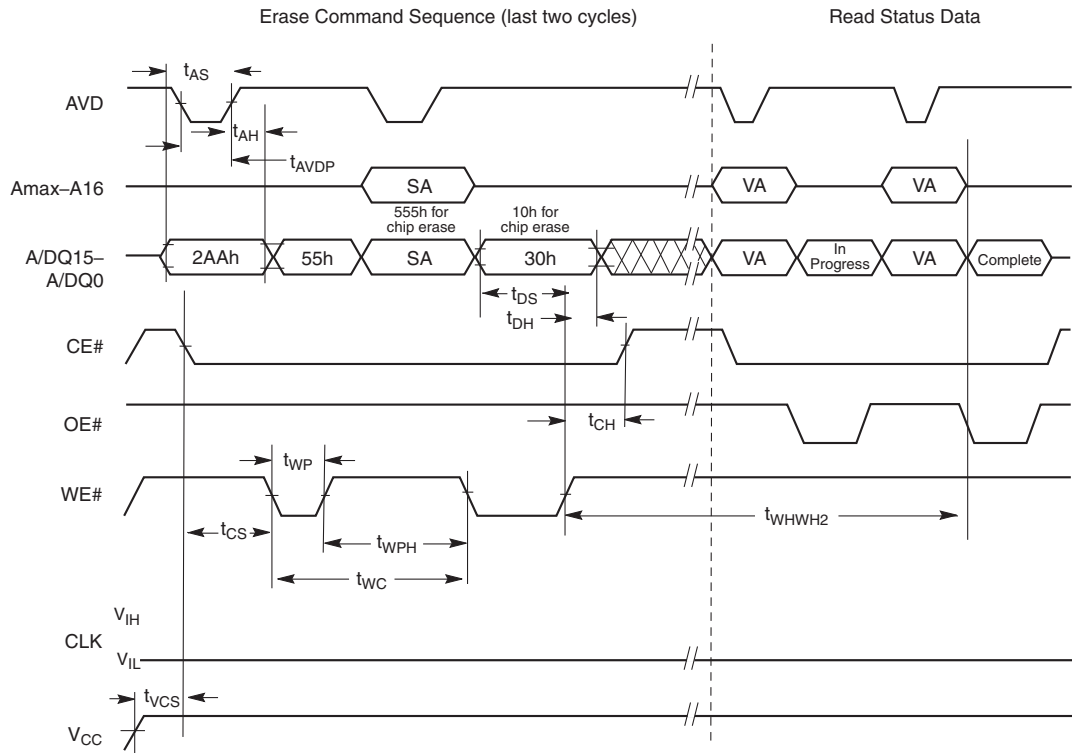 Erase Command Sequence (last two cycles)
Read Status Data
tAS
AVD
tAH
tAVDP
Amax–A16
SA
VA
VA
555h for
chip erase
10h for
chip erase
A/DQ15–
A/DQ0
2AAh
55h
SA
30h
VA
In
Progress
VA
Complete
tDS
tDH
CE#
tCH
OE#
tWP
WE#
tWHWH2
tCS
tWPH
tWC
VIH
CLK
VIL
tVCS
VCC